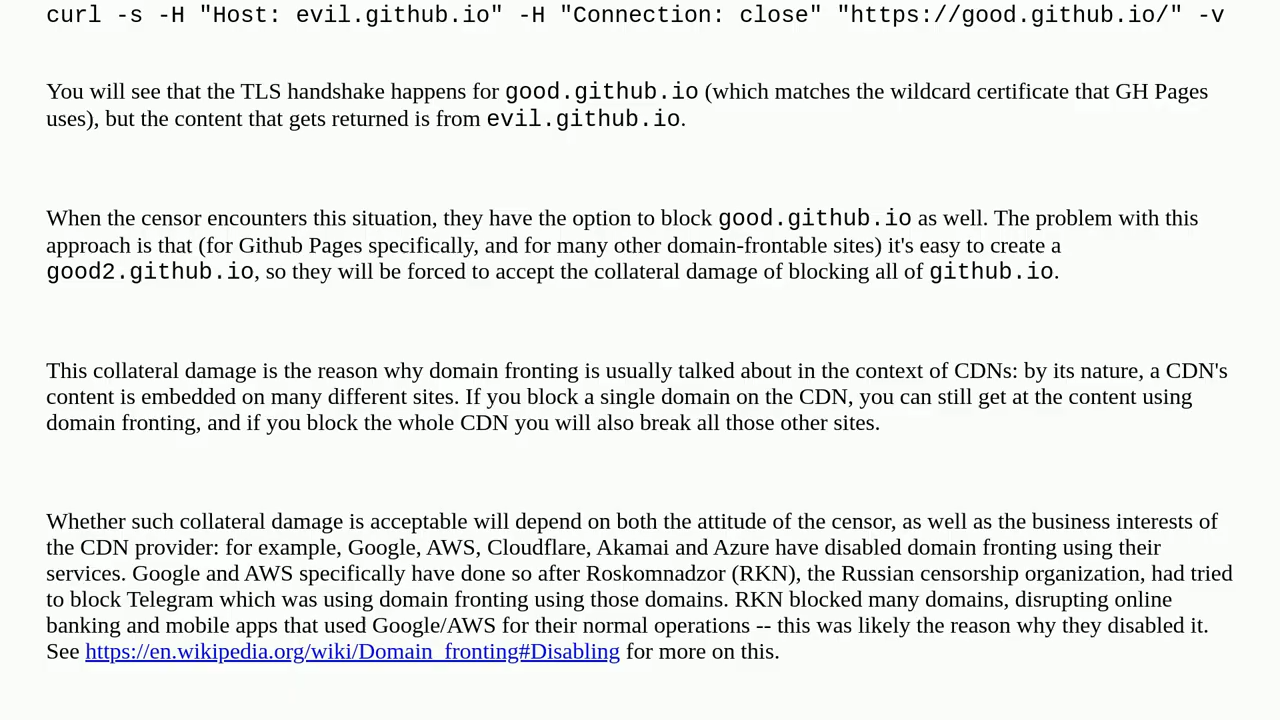 curl -s -H "Host: evil.github.io" -H "Connection: close" "https://good.github.io/" -v
You will see that the TLS handshake happens for good.github.io (which matches the wildcard certificate that GH Pages
uses), but the content that gets returned is from evil.github.io.
When the censor encounters this situation, they have the option to block good.github.io as well. The problem with this
approach is that (for Github Pages specifically, and for many other domain-frontable sites) it's easy to create a
good2.github.io, so they will be forced to accept the collateral damage of blocking all of github.io.
This collateral damage is the reason why domain fronting is usually talked about in the context of CDNs: by its nature, a CDN's
content is embedded on many different sites. If you block a single domain on the CDN, you can still get at the content using
domain fronting, and if you block the whole CDN you will also break all those other sites.
Whether such collateral damage is acceptable will depend on both the attitude of the censor, as well as the business interests of
the CDN provider: for example, Google, AWS, Cloudflare, Akamai and Azure have disabled domain fronting using their
services. Google and AWS specifically have done so after Roskomnadzor (RKN), the Russian censorship organization, had tried
to block Telegram which was using domain fronting using those domains. RKN blocked many domains, disrupting online
banking and mobile apps that used Google/AWS for their normal operations -- this was likely the reason why they disabled it.
See https://en.wikipedia.org/wiki/Domain_fronting#Disabling for more on this.